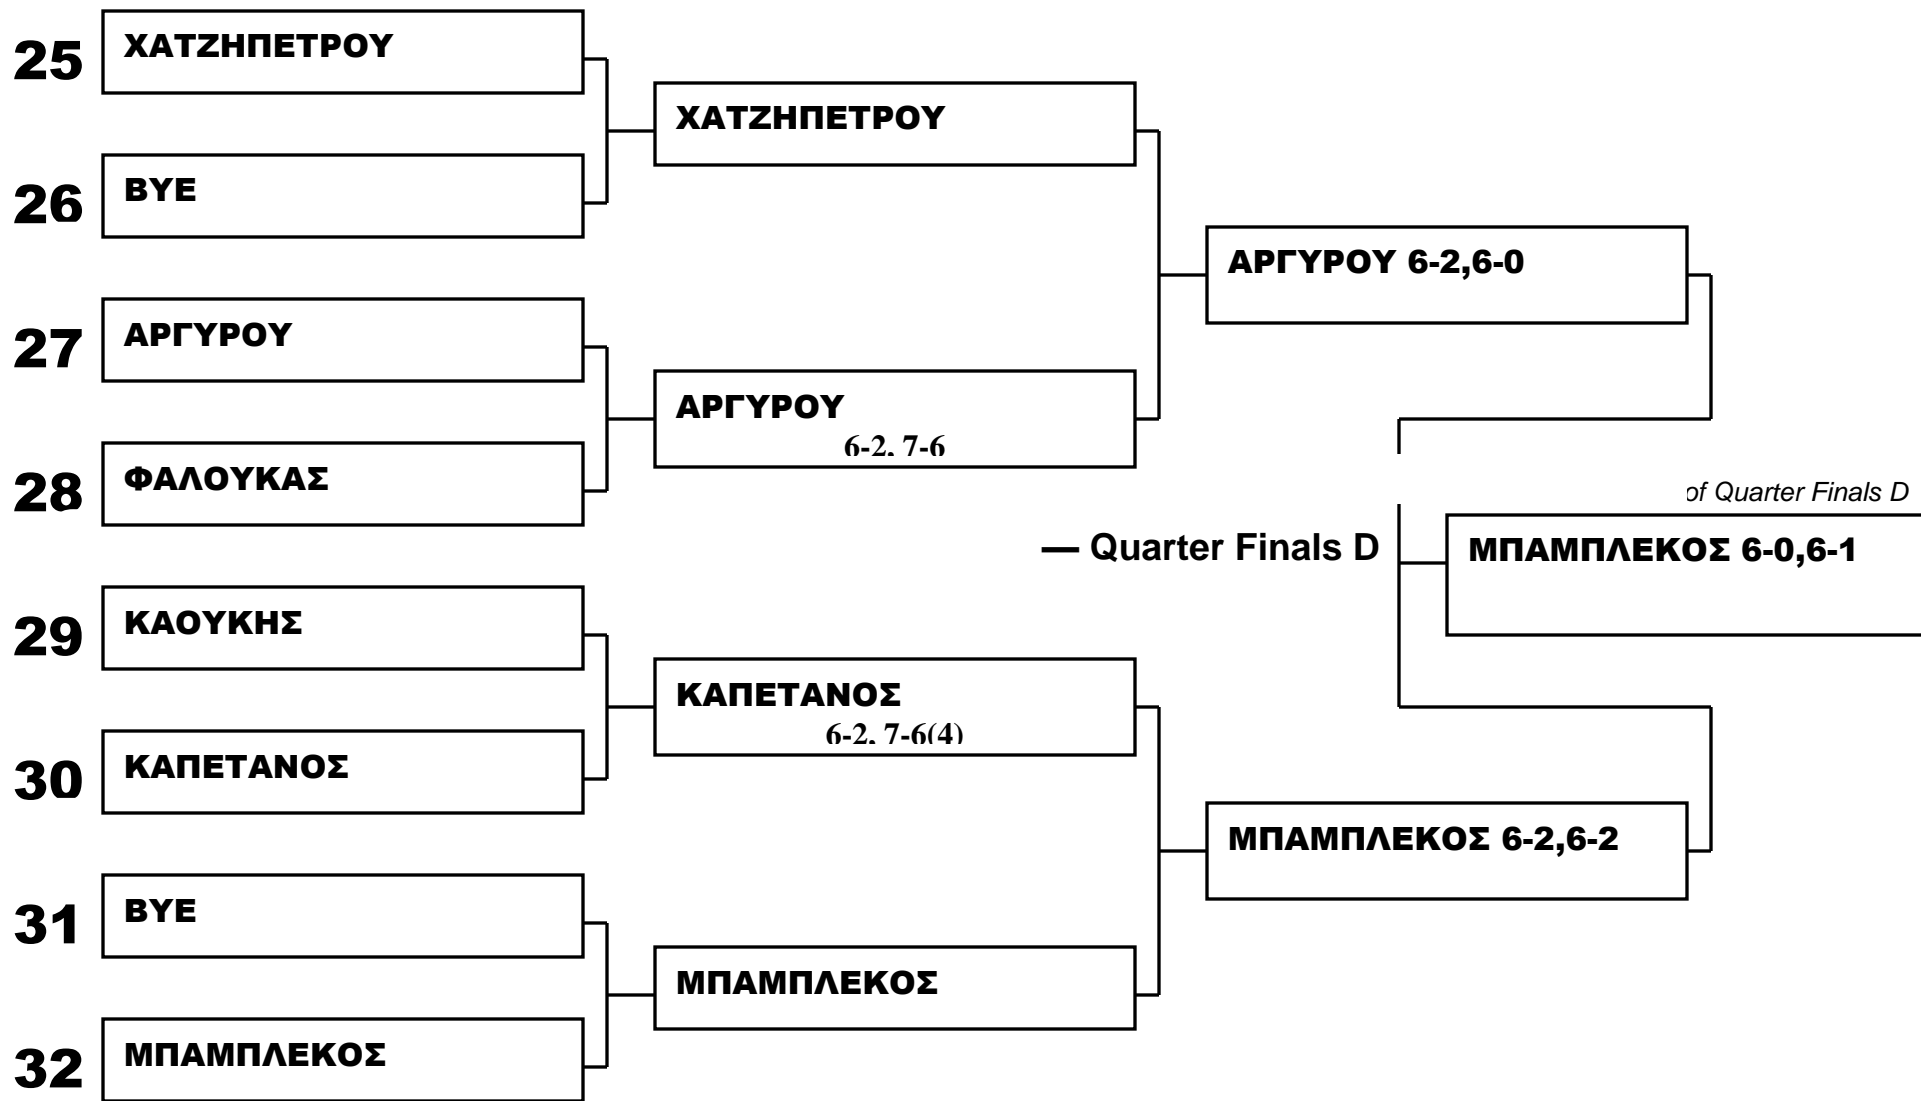 25 ΧΑΤΖΗΠΕΤΡΟΥ
ΧΑΤΖΗΠΕΤΡΟΥ
26 BYE
ΑΡΓΥΡΟΥ 6-2,6-0
27 ΑΡΓΥΡΟΥ
ΑΡΓΥΡΟΥ
6-2, 7-6
28 ΦΑΛΟΥΚΑΣ
of Quarter Finals D
— Quarter Finals D
ΜΠΑΜΠΛΕΚΟΣ 6-0,6-1
29 ΚΑΟΥΚΗΣ
ΚΑΠΕΤΑΝΟΣ
6-2, 7-6(4)
30 ΚΑΠΕΤΑΝΟΣ
ΜΠΑΜΠΛΕΚΟΣ 6-2,6-2
31 BYE
ΜΠΑΜΠΛΕΚΟΣ
32 ΜΠΑΜΠΛΕΚΟΣ